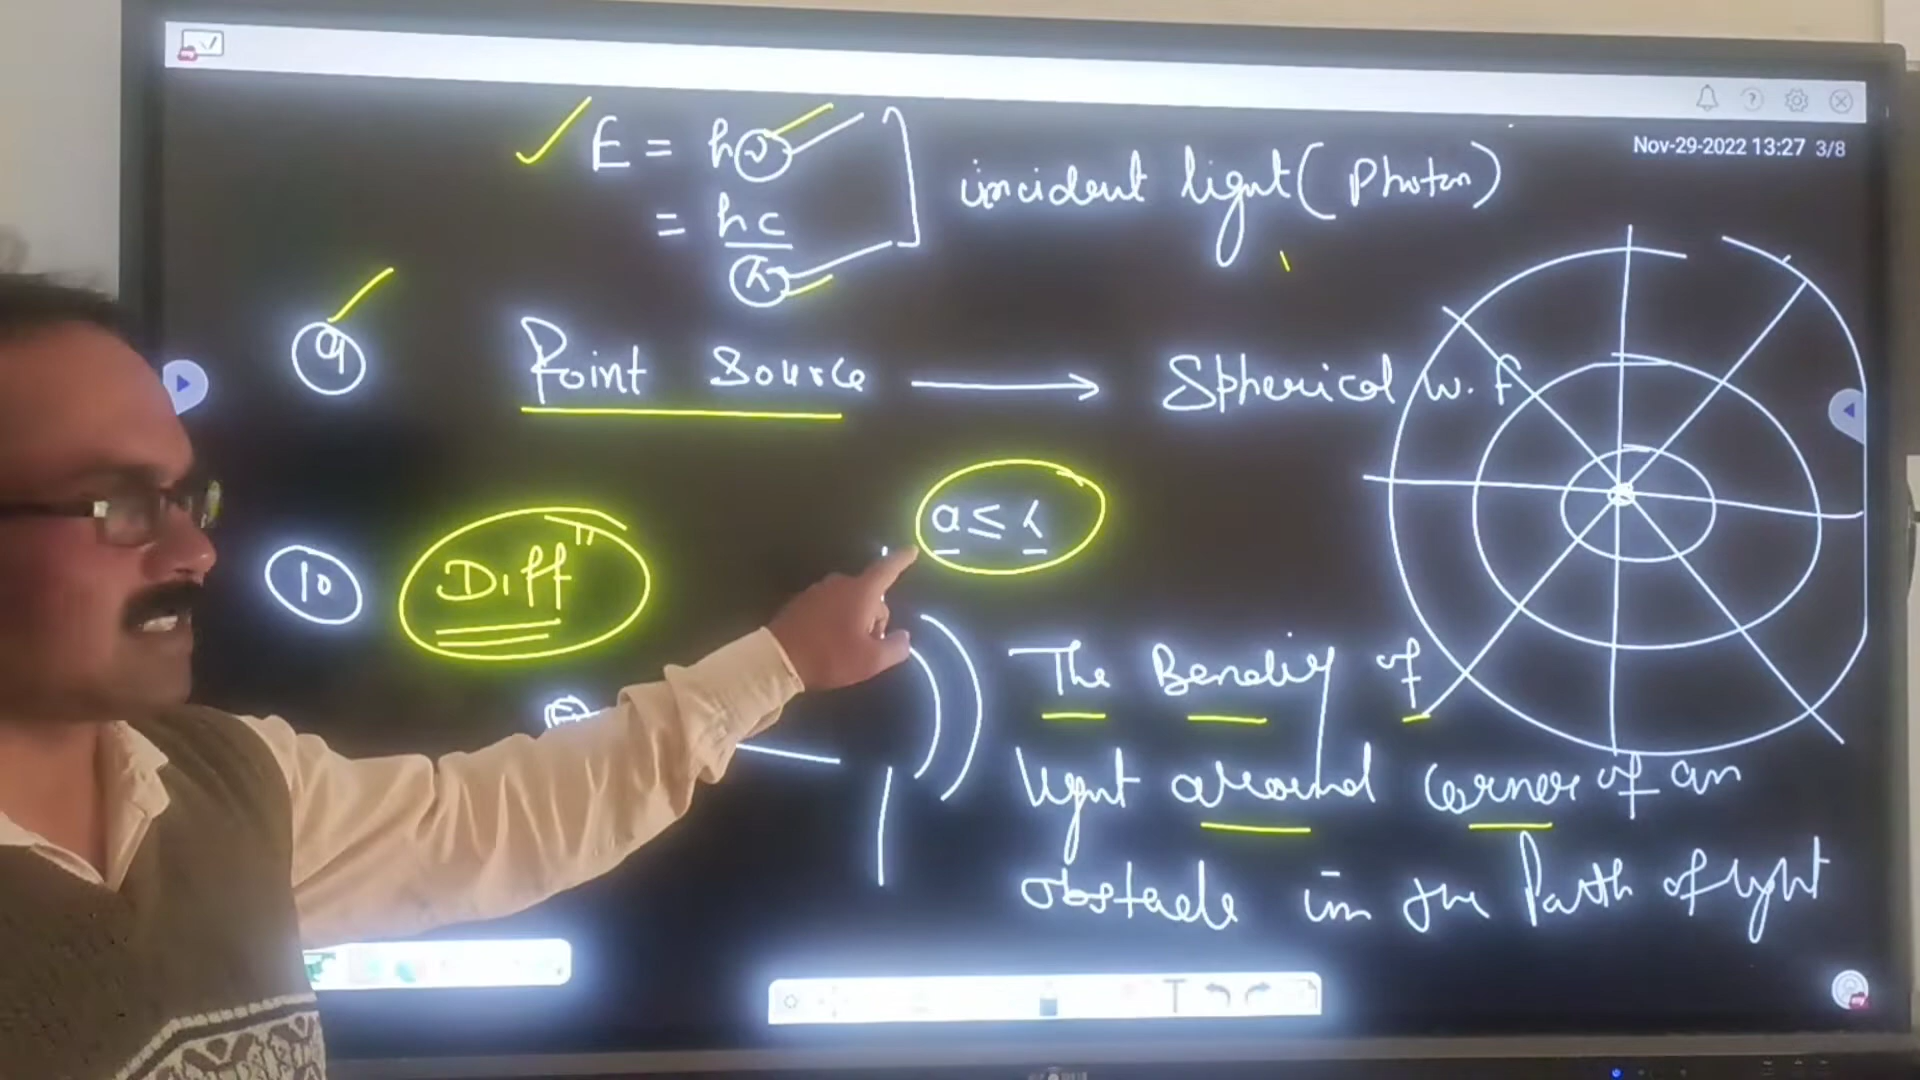 Nov-29-2022 13:27 3/8
E = hν
= hc
λ
incident light (Photon)
9
Point Source → Spherical w.f
10
Diffⁿ
a ≤ λ
The Bending of
light around corner of an
obstacle in the Path of light